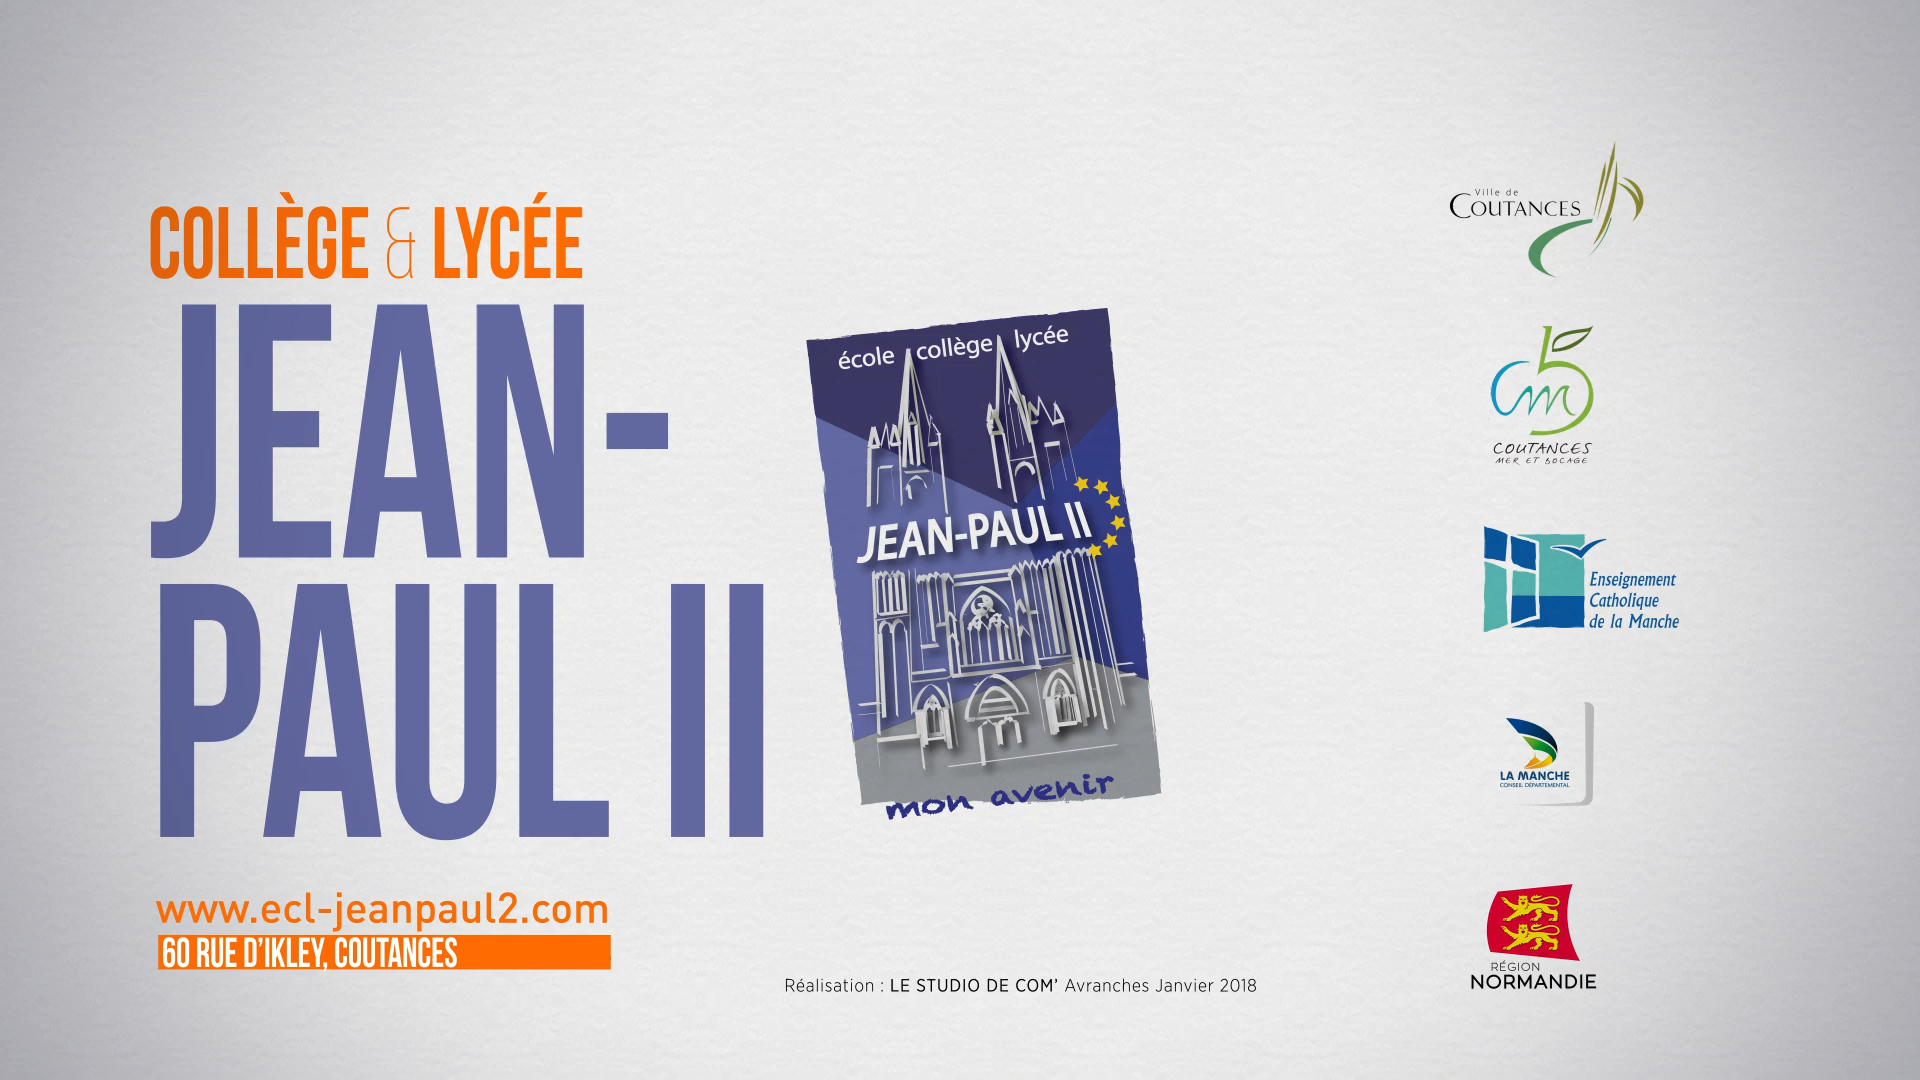 COLLÈGE & LYCÉE
JEAN-
PAUL II
www.ecl-jeanpaul2.com
60 RUE D'IKLEY, COUTANCES
école collège lycée
JEAN-PAUL II
mon avenir
Réalisation : LE STUDIO DE COM' Avranches Janvier 2018
Ville de
COUTANCES
Cm
COUTANCES
MER ET BOCAGE
Enseignement
Catholique
de la Manche
LA MANCHE
CONSEIL DÉPARTEMENTAL
RÉGION
NORMANDIE